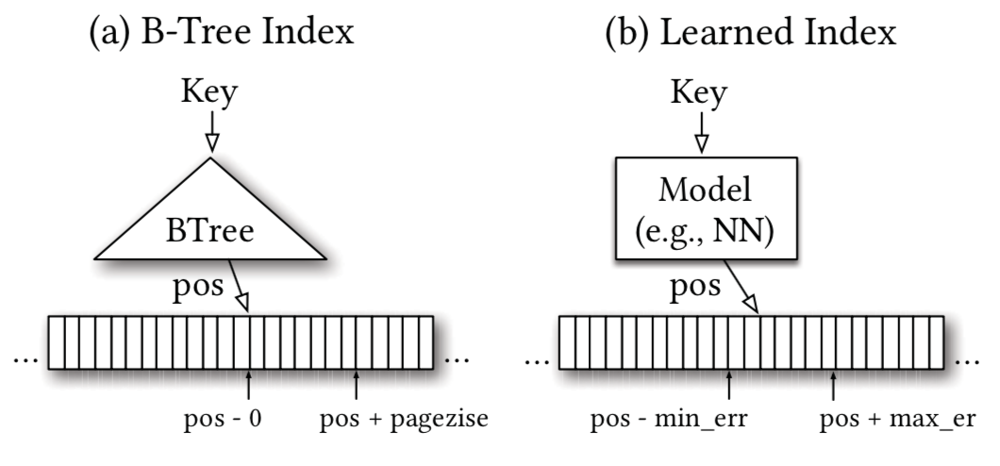 (a) B-Tree Index
Key
BTree
pos
...
...
pos - 0
pos + pagezise
(b) Learned Index
Key
Model
(e.g., NN)
pos
...
...
pos - min_err
pos + max_er